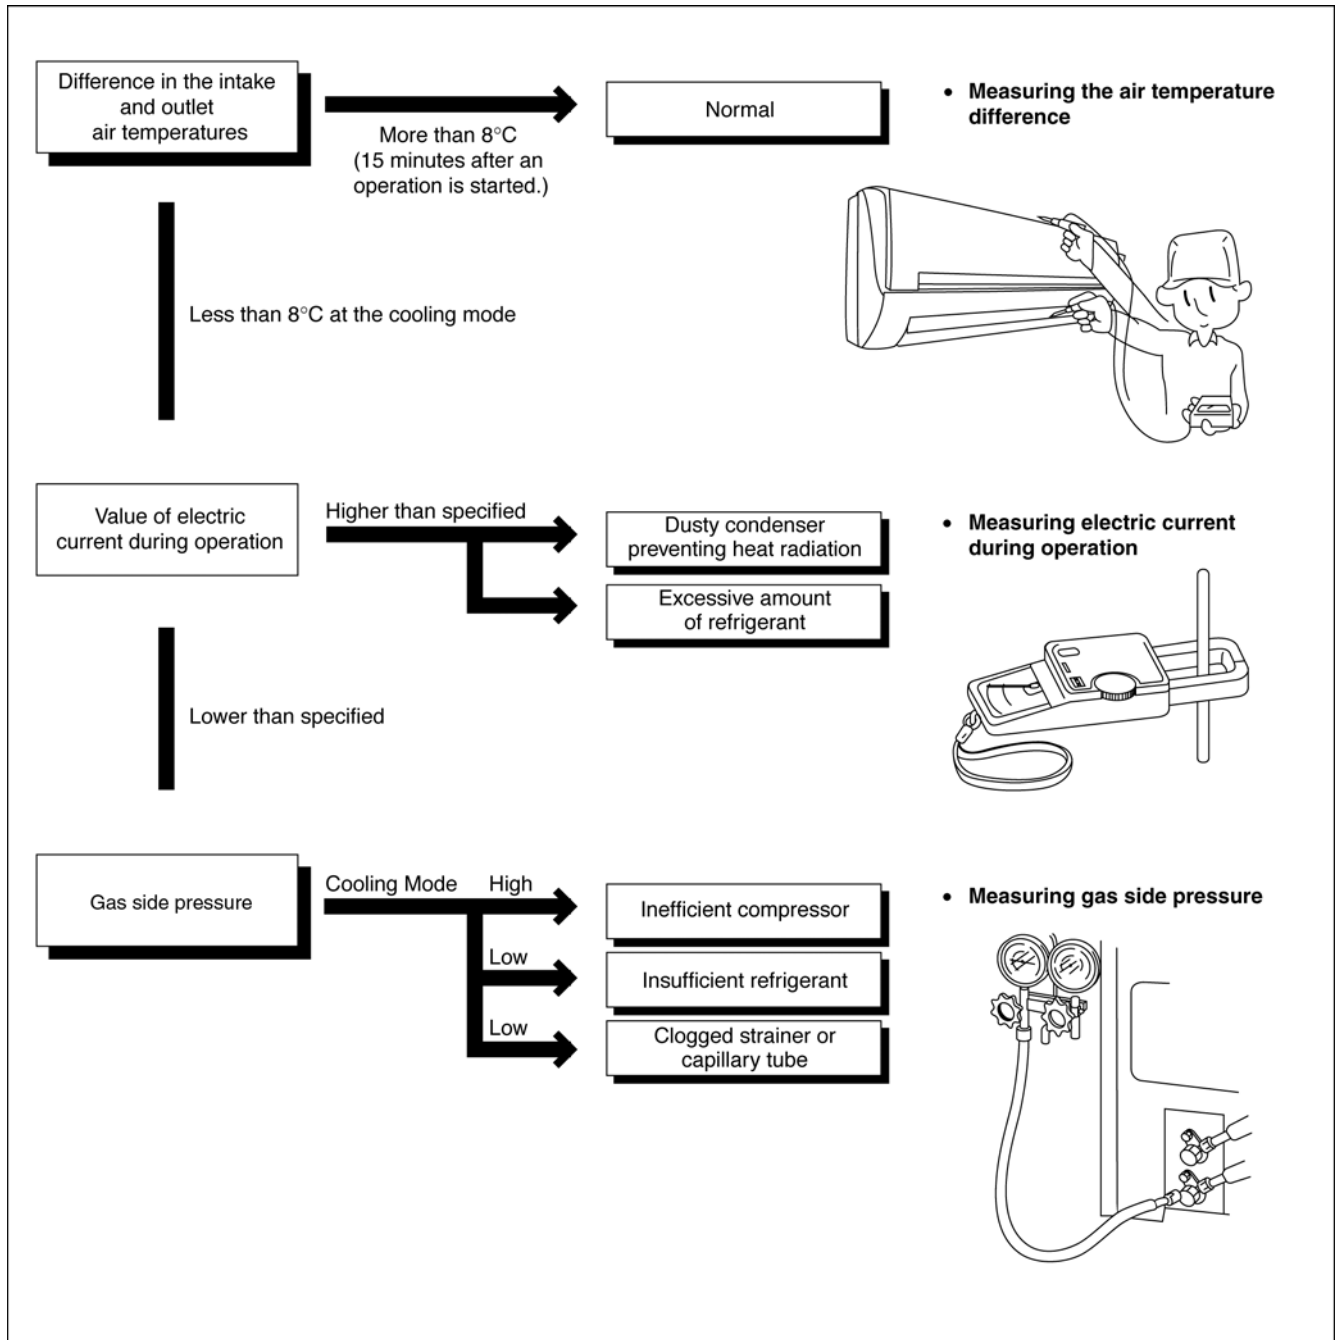 Difference in the intake
and outlet
air temperatures
More than 8°C
(15 minutes after an
operation is started.)
Normal
• Measuring the air temperature
difference
Less than 8°C at the cooling mode
Value of electric
current during operation
Higher than specified
Dusty condenser
preventing heat radiation
Excessive amount
of refrigerant
• Measuring electric current
during operation
Lower than specified
Gas side pressure
Cooling Mode High
Inefficient compressor
Low
Insufficient refrigerant
Low
Clogged strainer or
capillary tube
• Measuring gas side pressure